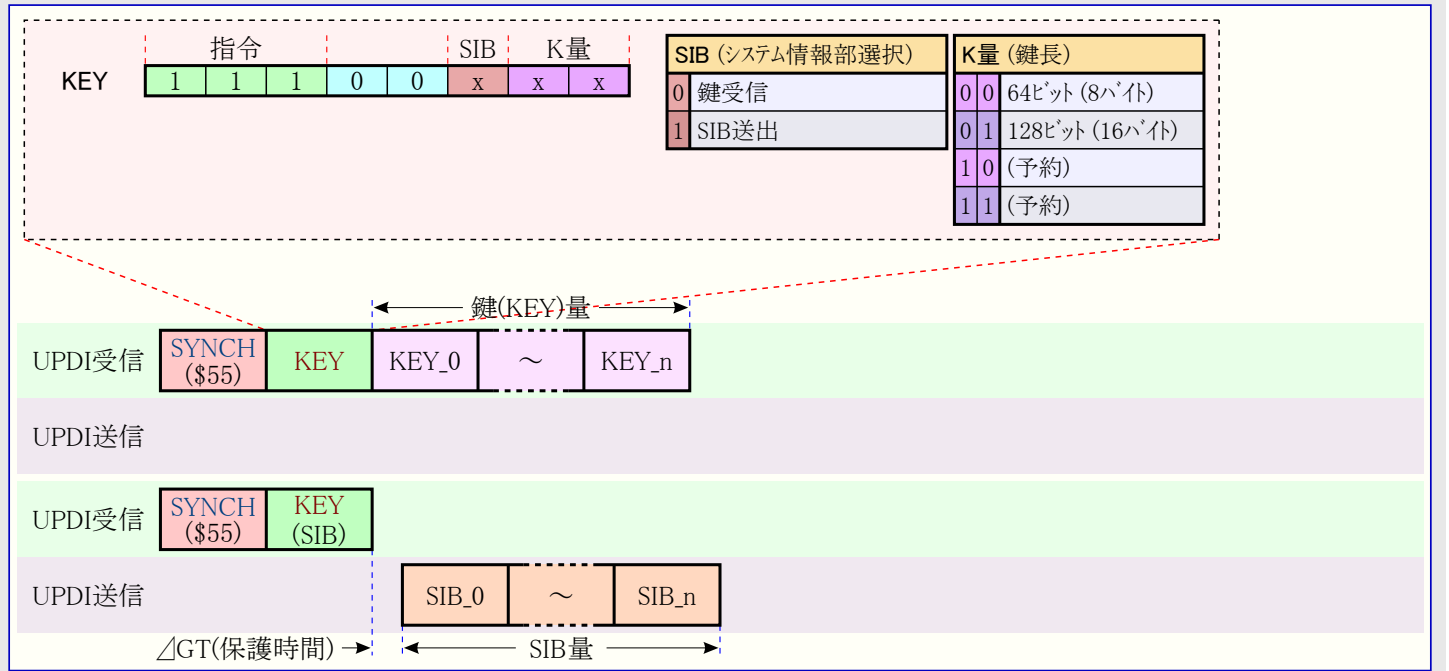 指令 SIB K量
KEY 1 1 1 0 0 x x x
SIB (システム情報部選択)
0 鍵受信
1 SIB送出
K量 (鍵長)
0 0 64ビット (8バイト)
0 1 128ビット (16バイト)
1 0 (予約)
1 1 (予約)
鍵(KEY)量
UPDI受信 SYNCH ($55) KEY KEY_0 ~ KEY_n
UPDI送信
UPDI受信 SYNCH ($55) KEY (SIB)
UPDI送信 SIB_0 ~ SIB_n
⊿GT(保護時間) SIB量